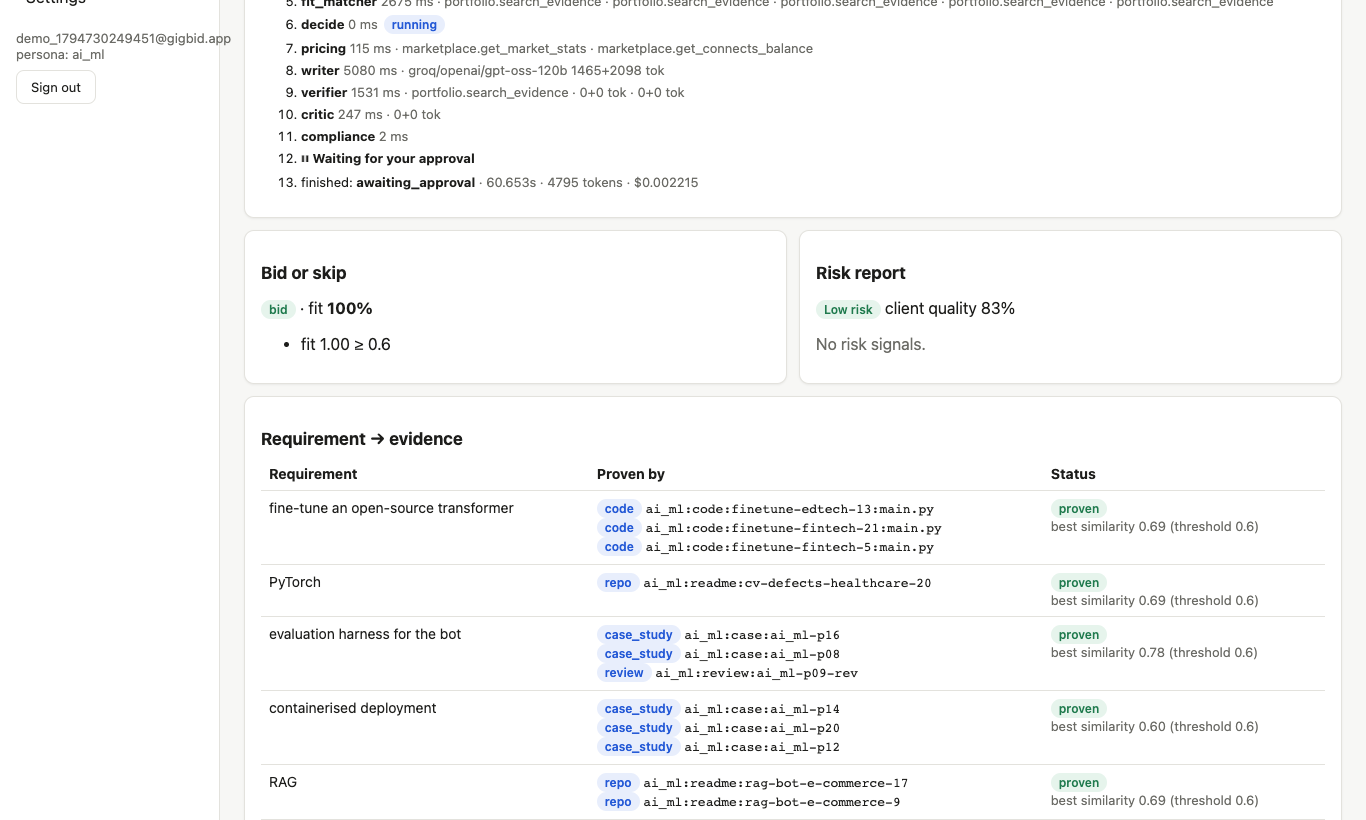 Settings
demo_1794730249451@gigbid.app
persona: ai_ml
Sign out
5. fit_matcher 2675 ms · portfolio.search_evidence · portfolio.search_evidence · portfolio.search_evidence · portfolio.search_evidence · portfolio.search_evidence
6. decide 0 ms running
7. pricing 115 ms · marketplace.get_market_stats · marketplace.get_connects_balance
8. writer 5080 ms · groq/openai/gpt-oss-120b 1465+2098 tok
9. verifier 1531 ms · portfolio.search_evidence · 0+0 tok · 0+0 tok
10. critic 247 ms · 0+0 tok
11. compliance 2 ms
12. ⏸ Waiting for your approval
13. finished: awaiting_approval · 60.653s · 4795 tokens · $0.002215
Bid or skip
bid · fit 100%
• fit 1.00 ≥ 0.6
Risk report
Low risk client quality 83%
No risk signals.
Requirement → evidence
Requirement Proven by Status
fine-tune an open-source transformer code ai_ml:code:finetune-edtech-13:main.py proven
code ai_ml:code:finetune-fintech-21:main.py best similarity 0.69 (threshold 0.6)
code ai_ml:code:finetune-fintech-5:main.py
PyTorch repo ai_ml:readme:cv-defects-healthcare-20 proven
best similarity 0.69 (threshold 0.6)
evaluation harness for the bot case_study ai_ml:case:ai_ml-p16 proven
case_study ai_ml:case:ai_ml-p08 best similarity 0.78 (threshold 0.6)
review ai_ml:review:ai_ml-p09-rev
containerised deployment case_study ai_ml:case:ai_ml-p14 proven
case_study ai_ml:case:ai_ml-p20 best similarity 0.60 (threshold 0.6)
case_study ai_ml:case:ai_ml-p12
RAG repo ai_ml:readme:rag-bot-e-commerce-17 proven
repo ai_ml:readme:rag-bot-e-commerce-9 best similarity 0.69 (threshold 0.6)